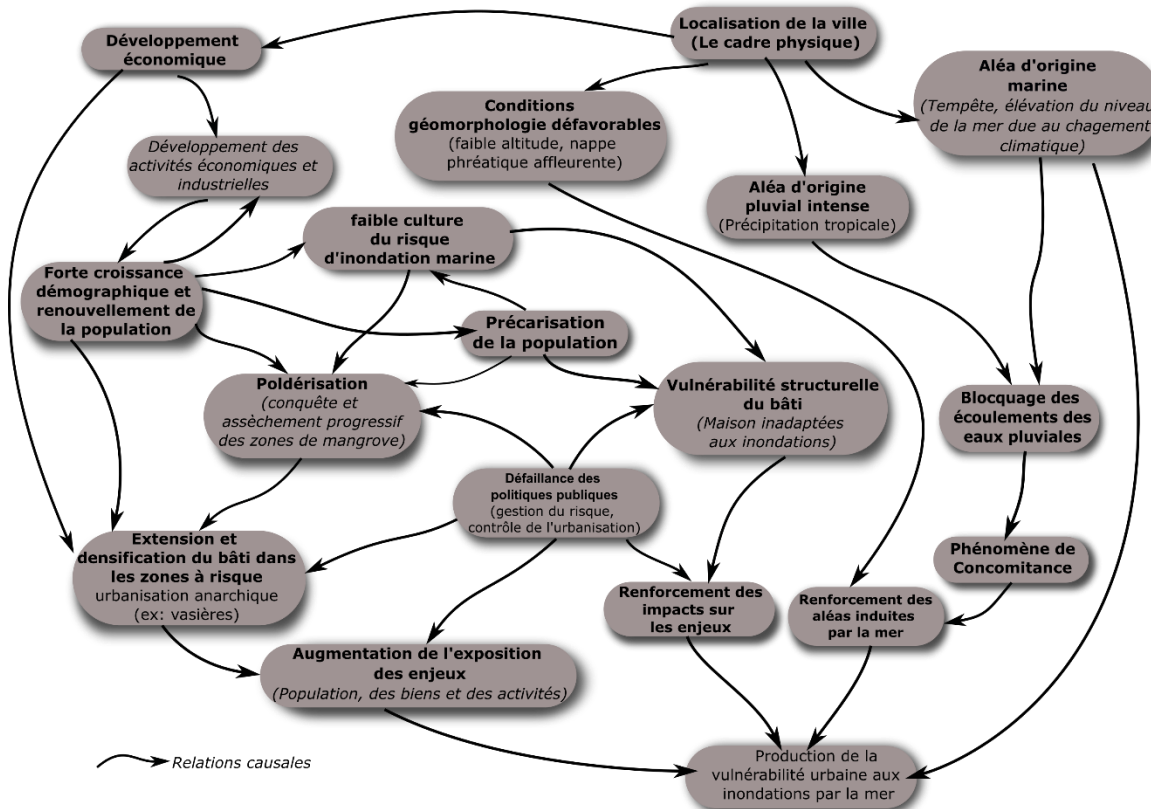 Localisation de la ville
(Le cadre physique)
Développement
économique
Aléa d'origine
marine
(Tempête, élévation du niveau
de la mer due au chagement
climatique)
Conditions
géomorphologie défavorables
(faible altitude, nappe
phréatique affleurente)
Développement des
activités économiques et
industrielles
Aléa d'origine
pluvial intense
(Précipitation tropicale)
faible culture
du risque
d'inondation marine
Forte croissance
démographique et
renouvellement de
la population
Précarisation
de la population
Poldérisation
(conquête et
assèchement progressif
des zones de mangrove)
Vulnérabilité structurelle
du bâti
(Maison inadaptées
aux inondations)
Blocquage des
écoulements des
eaux pluviales
Défaillance des
politiques publiques
(gestion du risque,
contrôle de l'urbanisation)
Extension et
densification du bâti dans
les zones à risque
urbanisation anarchique
(ex: vasières)
Phénomène de
Concomitance
Renforcement des
impacts sur
les enjeux
Renforcement des
aléas induites
par la mer
Augmentation de l'exposition
des enjeux
(Population, des biens et des activités)
Production de la
vulnérabilité urbaine aux
inondations par la mer
Relations causales